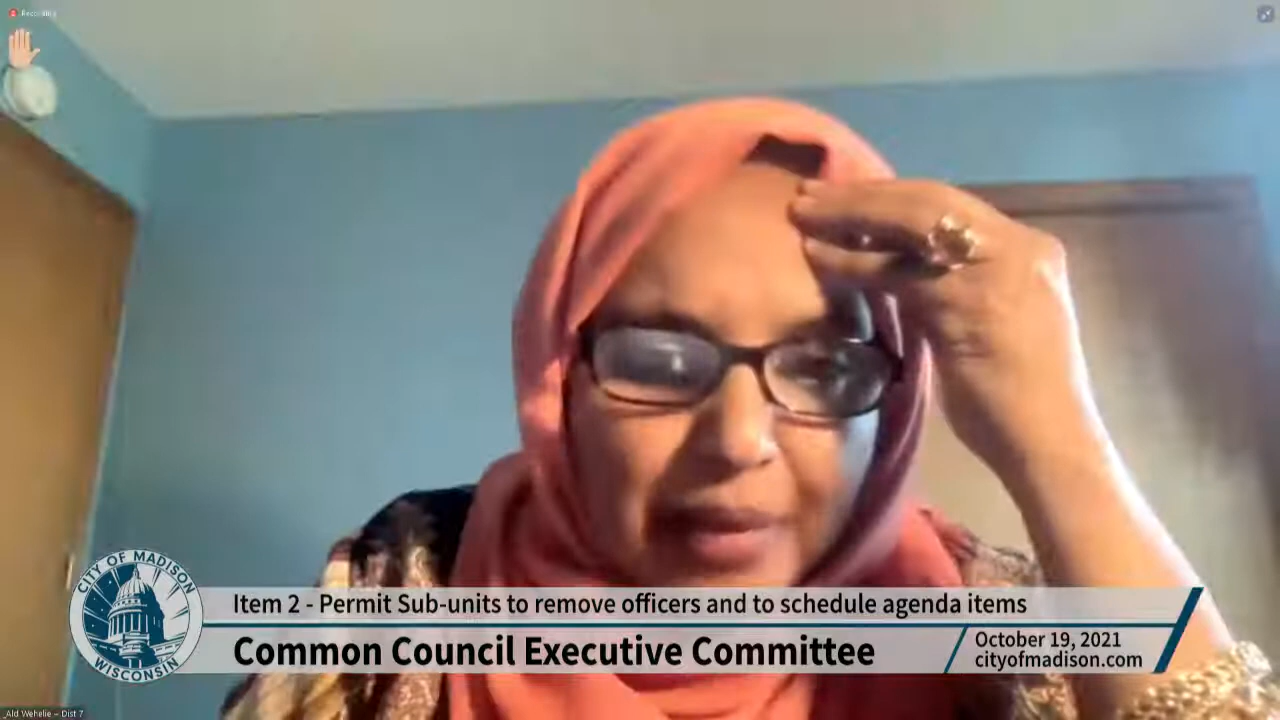 Recording
CITY OF MADISON
WISCONSIN
Item 2 - Permit Sub-units to remove officers and to schedule agenda items
Common Council Executive Committee
October 19, 2021
cityofmadison.com
_Ald Wehelie - Dist 7